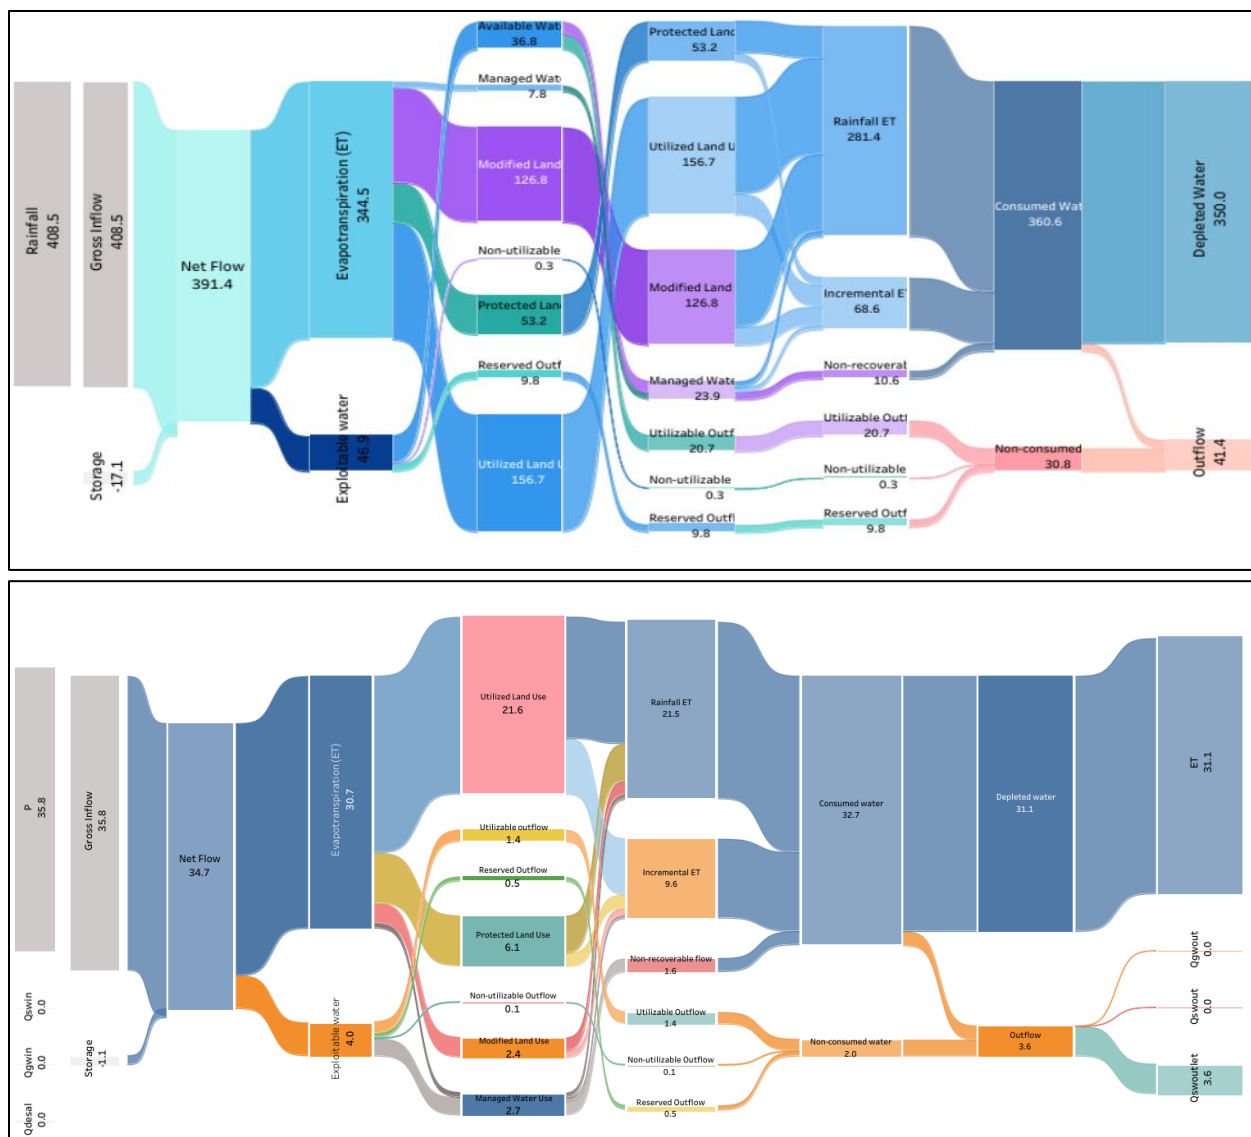 Rainfall
408.5
Gross Inflow
408.5
Storage
-17.1
Net Flow
391.4
Evapotranspiration (ET)
344.5
Exploitable water
46.9
Available Wat
36.8
Managed Wat
7.8
Modified Land
126.8
Non-utilizable
0.3
Protected Lan
53.2
Reserved Outf
9.8
Utilized Land U
156.7
Protected Land
53.2
Utilized Land U
156.7
Modified Land
126.8
Managed Wate
23.9
Utilizable Outf
20.7
Non-utilizable
0.3
Reserved Outfl
9.8
Rainfall ET
281.4
Incremental E
68.6
Non-recoverab
10.6
Utilizable Outf
20.7
Non-utilizable
0.3
Reserved Outf
9.8
Consumed Wat
360.6
Non-consumed
30.8
Depleted Water
350.0
Outflow
41.4
P
35.8
Qswin
0.0
Qgwin
0.0
Qdesal
0.0
Gross Inflow
35.8
Storage
-1.1
Net Flow
34.7
Evapotranspiration (ET)
30.7
Exploitable water
4.0
Utilized Land Use
21.6
Utilizable outflow
1.4
Reserved Outflow
0.5
Protected Land Use
6.1
Non-utilizable Outflow
0.1
Modified Land Use
2.4
Managed Water Use
2.7
Rainfall ET
21.5
Incremental ET
9.6
Non-recoverable flow
1.6
Utilizable Outflow
1.4
Non-utilizable Outflow
0.1
Reserved Outflow
0.5
Consumed water
32.7
Non-consumed water
2.0
Depleted water
31.1
Outflow
3.6
ET
31.1
Qgwout
0.0
Qswout
0.0
Qswoutlet
3.6